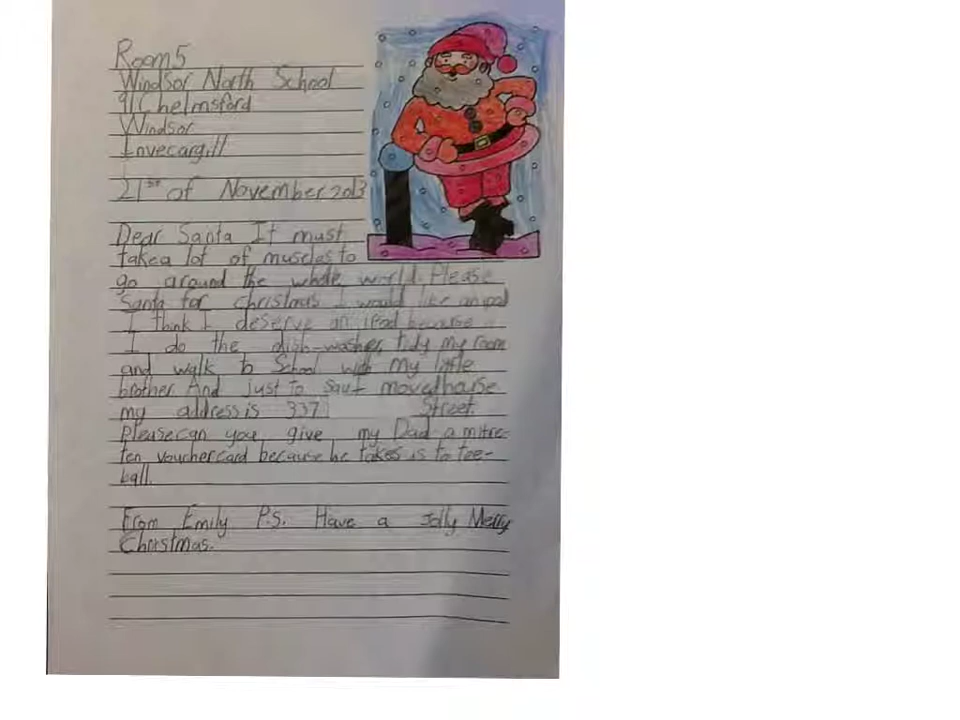 Room 5
Windsor North School
91 Chelmsford
Windsor
Invecargill
21st of November 2013
Dear Santa It must
take a lot of muscles to
go around the whole world. Please
Santa for christmas I would like an ipod
I think I deserve an ipod because
I do the dish-washer, tidy my room
and walk to School with my little
brother. And just to say I moved house
my address is 337 Street.
Please can you give my Dad a mitre-
ten voucher card because he takes is to tee-
ball.
From Emily P.S. Have a Jolly Merry
Christmas.